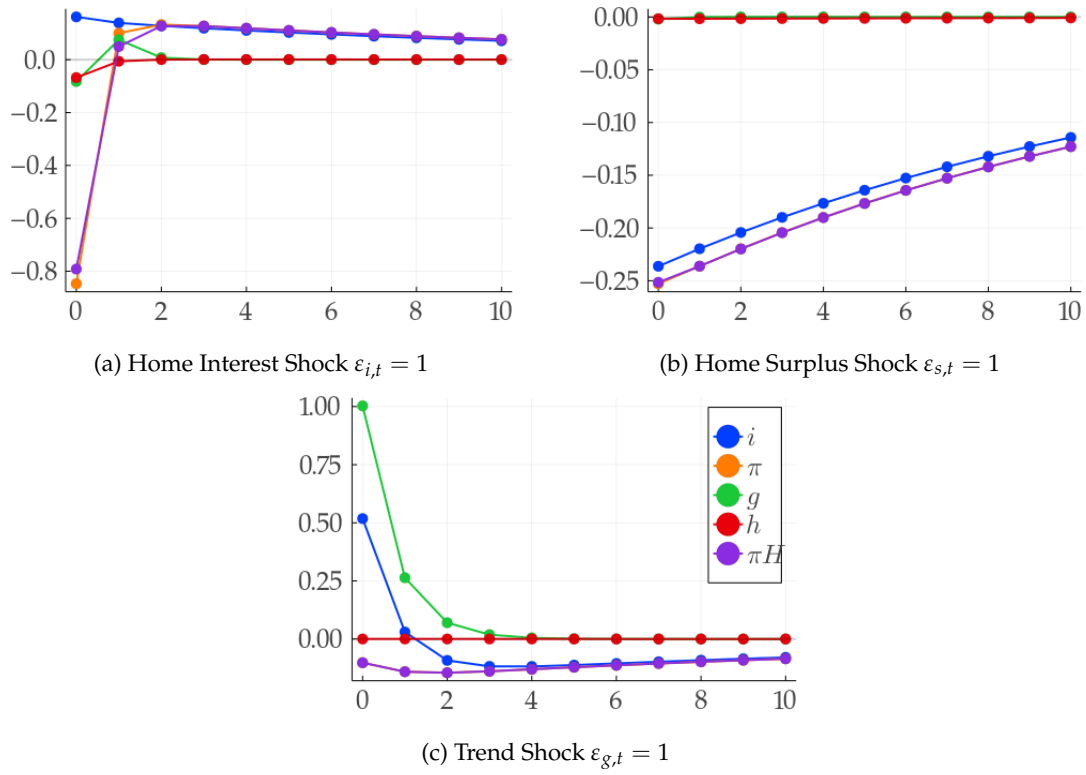 0.0
−0.2
−0.4
−0.6
−0.8
0 2 4 6 8 10
(a) Home Interest Shock εi,t = 1
0.00
−0.05
−0.10
−0.15
−0.20
−0.25
0 2 4 6 8 10
(b) Home Surplus Shock εs,t = 1
1.00
0.75
0.50
0.25
0.00
0 2 4 6 8 10
i
π
g
h
πH
(c) Trend Shock εg,t = 1